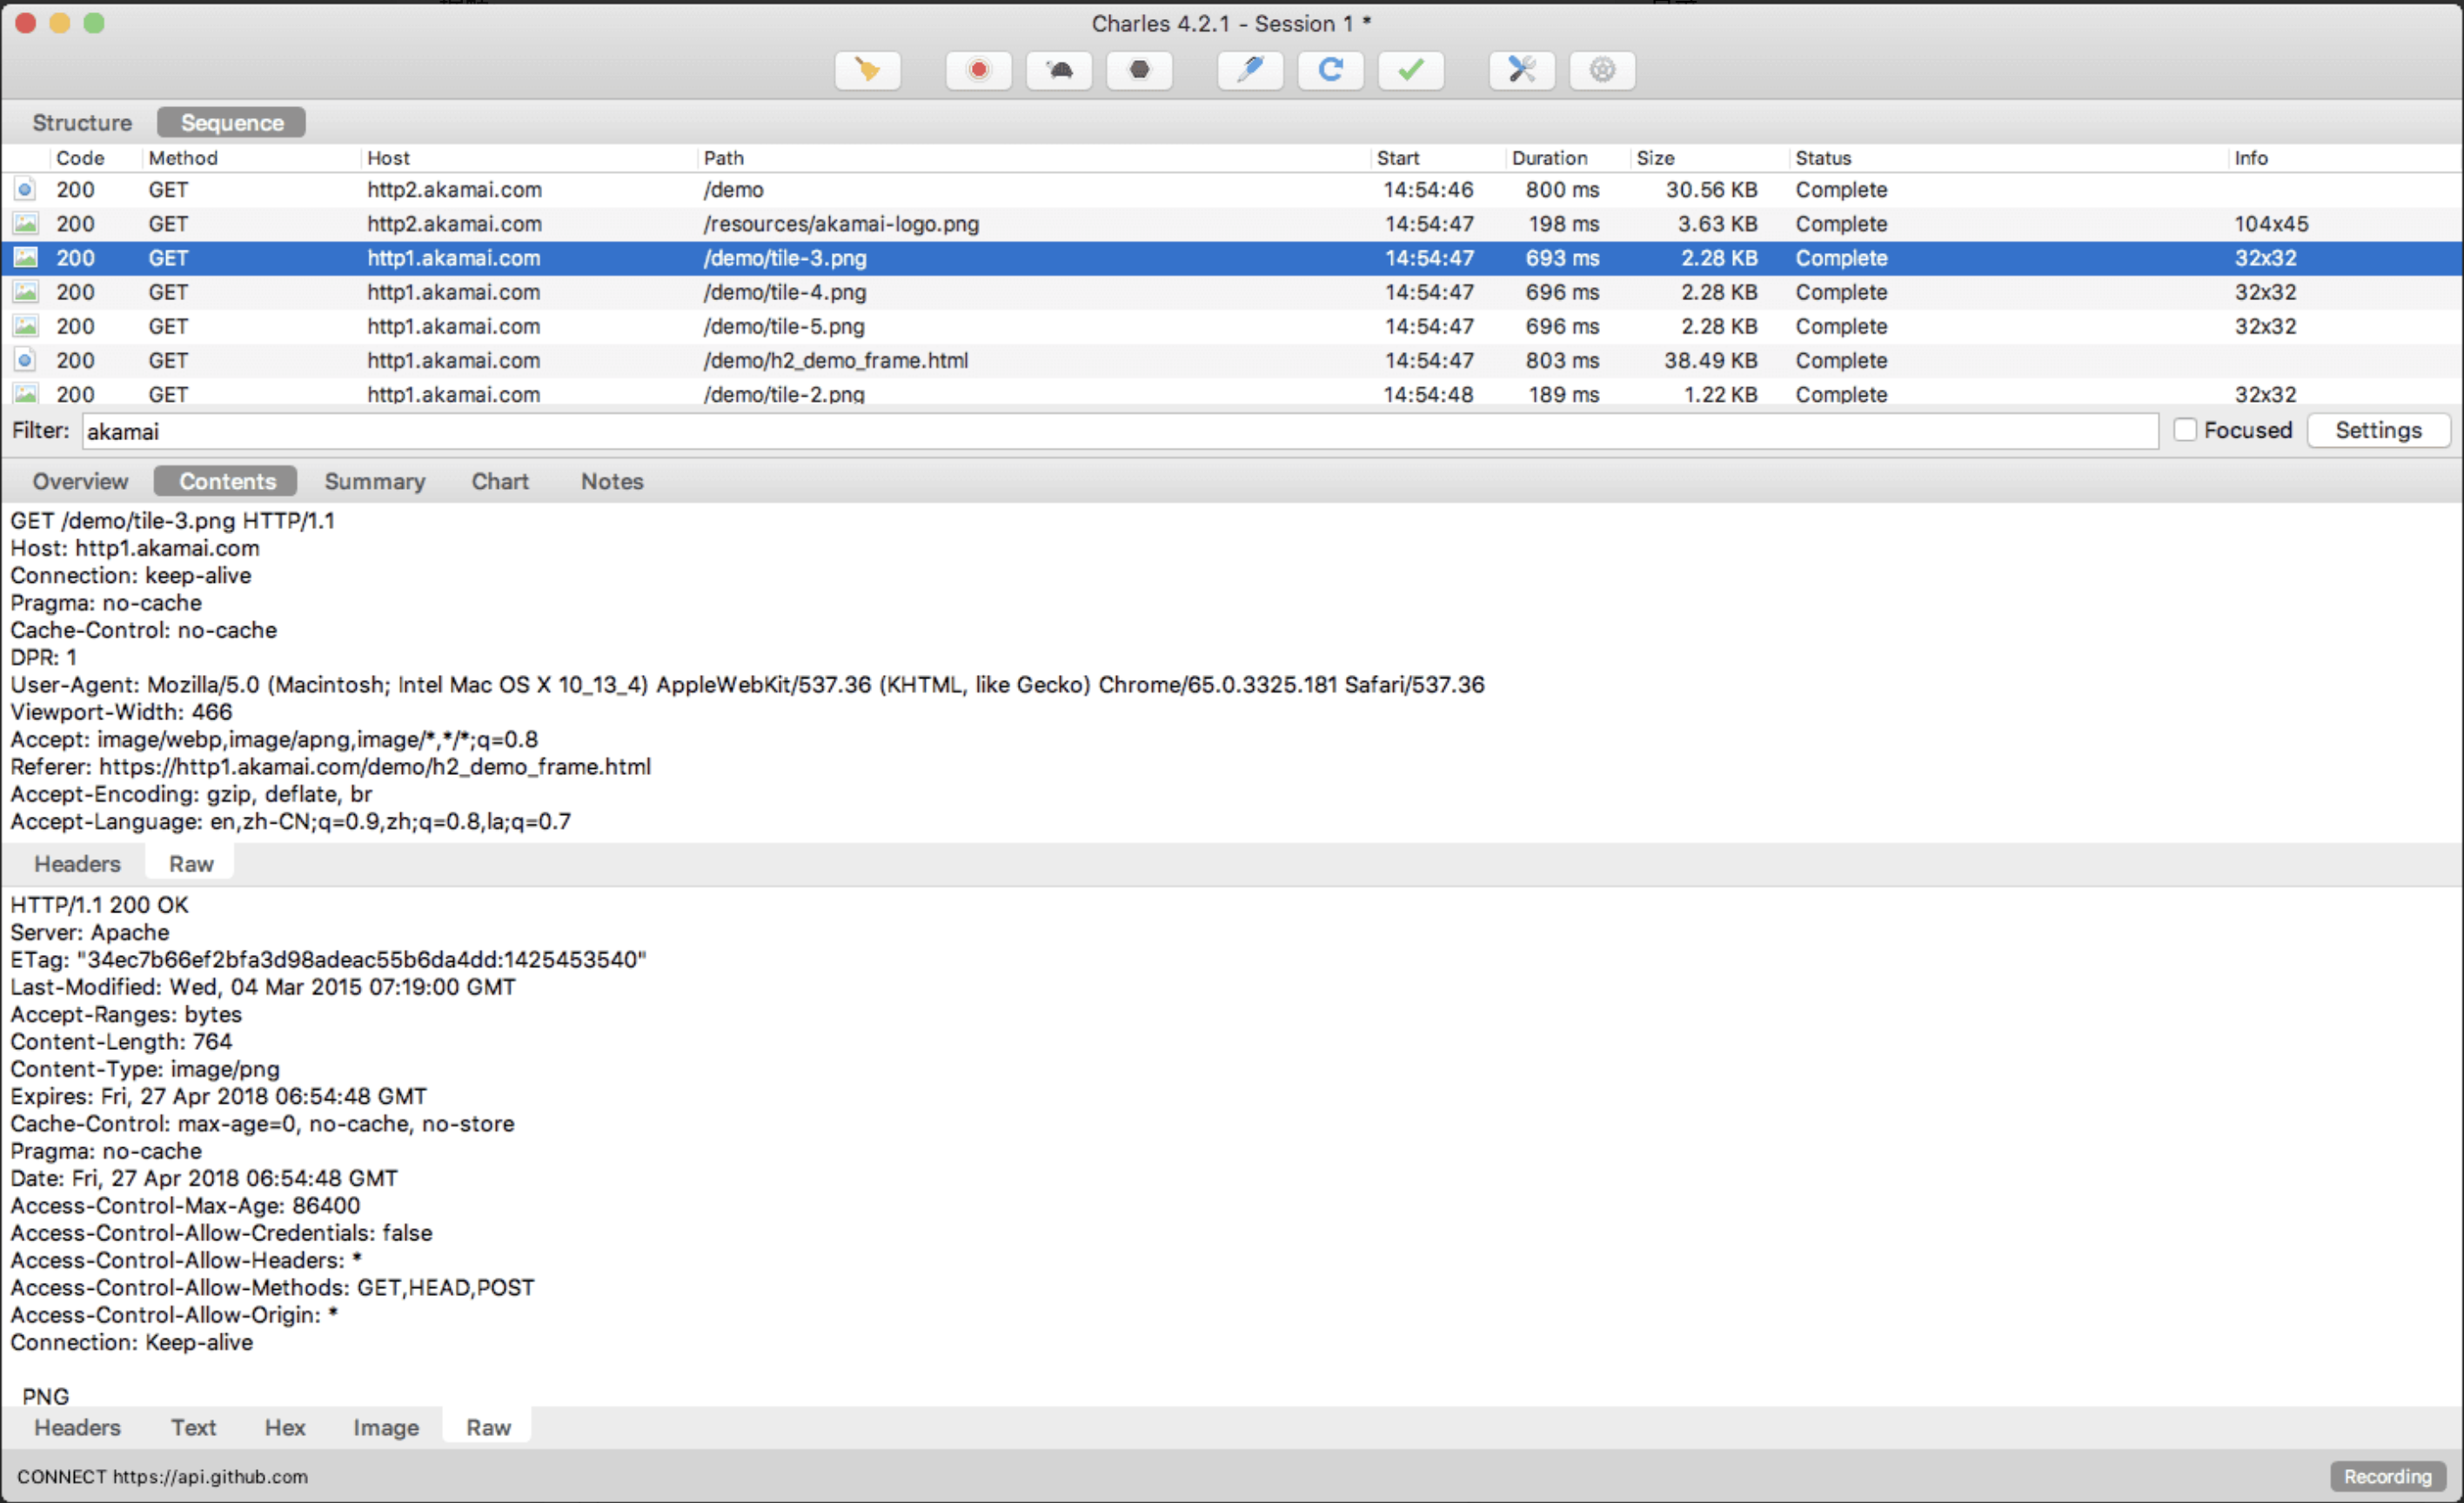 Charles 4.2.1 - Session 1 *
Structure Sequence
Code Method Host Path Start Duration Size Status Info
200 GET http2.akamai.com /demo 14:54:46 800 ms 30.56 KB Complete
200 GET http2.akamai.com /resources/akamai-logo.png 14:54:47 198 ms 3.63 KB Complete 104x45
200 GET http1.akamai.com /demo/tile-3.png 14:54:47 693 ms 2.28 KB Complete 32x32
200 GET http1.akamai.com /demo/tile-4.png 14:54:47 696 ms 2.28 KB Complete 32x32
200 GET http1.akamai.com /demo/tile-5.png 14:54:47 696 ms 2.28 KB Complete 32x32
200 GET http1.akamai.com /demo/h2_demo_frame.html 14:54:47 803 ms 38.49 KB Complete
200 GET http1.akamai.com /demo/tile-2.png 14:54:48 189 ms 1.22 KB Complete 32x32
Filter: akamai Focused Settings
Overview Contents Summary Chart Notes
GET /demo/tile-3.png HTTP/1.1
Host: http1.akamai.com
Connection: keep-alive
Pragma: no-cache
Cache-Control: no-cache
DPR: 1
User-Agent: Mozilla/5.0 (Macintosh; Intel Mac OS X 10_13_4) AppleWebKit/537.36 (KHTML, like Gecko) Chrome/65.0.3325.181 Safari/537.36
Viewport-Width: 466
Accept: image/webp,image/apng,image/*,*/*;q=0.8
Referer: https://http1.akamai.com/demo/h2_demo_frame.html
Accept-Encoding: gzip, deflate, br
Accept-Language: en,zh-CN;q=0.9,zh;q=0.8,la;q=0.7
Headers Raw
HTTP/1.1 200 OK
Server: Apache
ETag: "34ec7b66ef2bfa3d98adeac55b6da4dd:1425453540"
Last-Modified: Wed, 04 Mar 2015 07:19:00 GMT
Accept-Ranges: bytes
Content-Length: 764
Content-Type: image/png
Expires: Fri, 27 Apr 2018 06:54:48 GMT
Cache-Control: max-age=0, no-cache, no-store
Pragma: no-cache
Date: Fri, 27 Apr 2018 06:54:48 GMT
Access-Control-Max-Age: 86400
Access-Control-Allow-Credentials: false
Access-Control-Allow-Headers: *
Access-Control-Allow-Methods: GET,HEAD,POST
Access-Control-Allow-Origin: *
Connection: Keep-alive
PNG
Headers Text Hex Image Raw
CONNECT https://api.github.com Recording